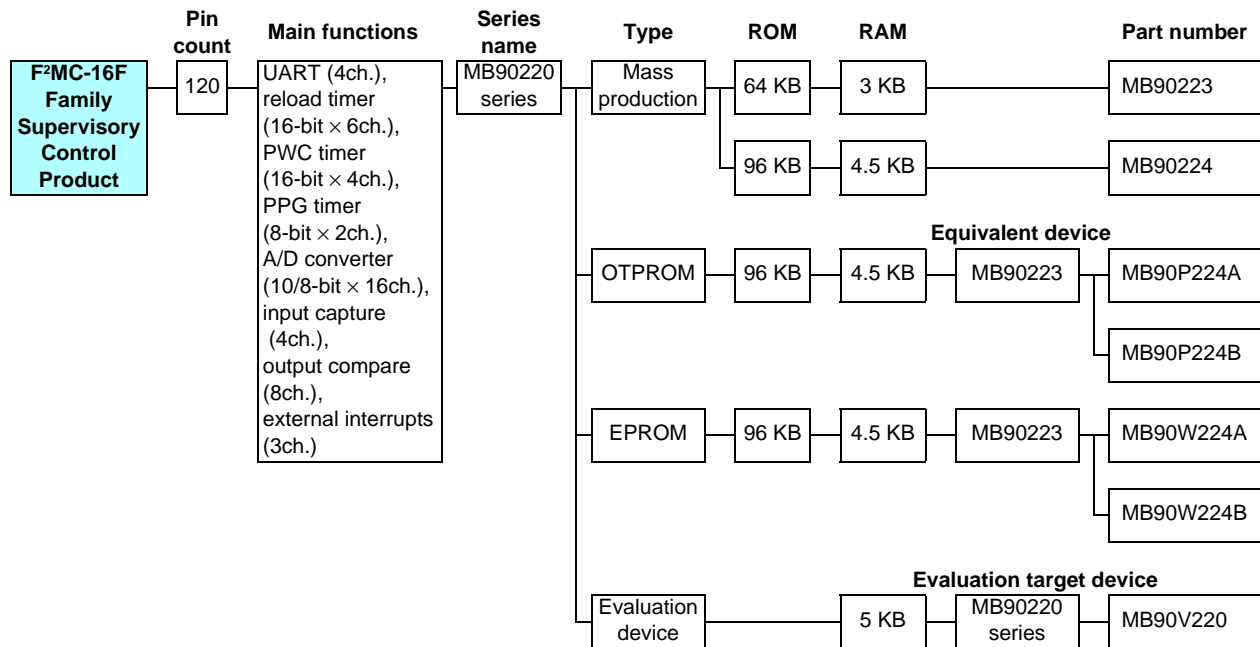 Pin
count
Main functions
Series
name
Type
ROM
RAM
Part number
F²MC-16F
Family
Supervisory
Control
Product
120
UART (4ch.),
reload timer
(16-bit × 6ch.),
PWC timer
(16-bit × 4ch.),
PPG timer
(8-bit × 2ch.),
A/D converter
(10/8-bit × 16ch.),
input capture
(4ch.),
output compare
(8ch.),
external interrupts
(3ch.)
MB90220
series
Mass
production
64 KB
3 KB
MB90223
96 KB
4.5 KB
MB90224
Equivalent device
OTPROM
96 KB
4.5 KB
MB90223
MB90P224A
MB90P224B
EPROM
96 KB
4.5 KB
MB90223
MB90W224A
MB90W224B
Evaluation target device
Evaluation
device
5 KB
MB90220
series
MB90V220